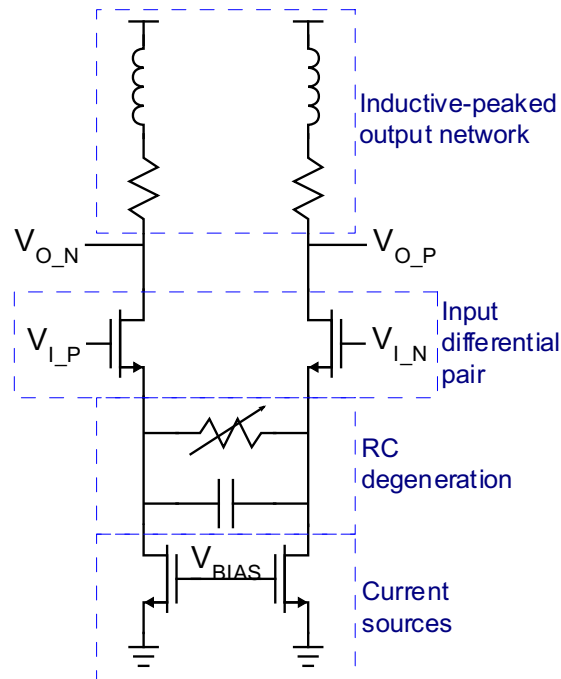 Inductive-peaked
output network
V_O_N
V_O_P
Input
differential
pair
V_I_P
V_I_N
RC
degeneration
V_BIAS
Current
sources